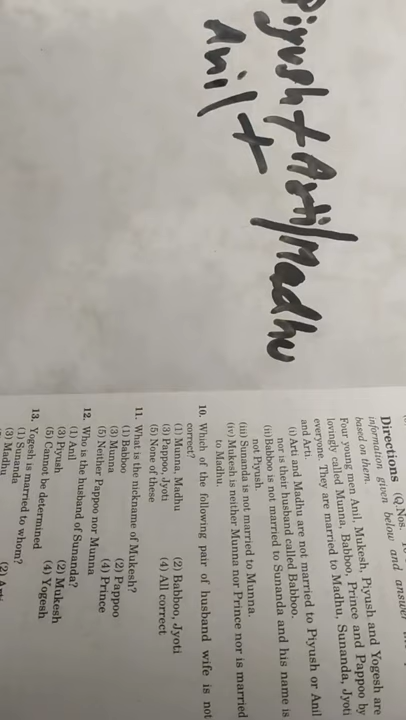 Piyush + Arti/Madhu
Anil +
Directions (Q.Nos.
information given below and answer
based on them.
Four young men Anil, Mukesh, Piyush and Yogesh are
lovingly called Munna, Babboo, Prince and Pappoo by
everyone. They are married to Madhu, Sunanda, Jyoti
and Arti.
(i) Arti and Madhu are not married to Piyush or Anil
nor is their husband called Babboo.
(ii) Babboo is not married to Sunanda and his name is
not Piyush.
(iii) Sunanda is not married to Munna.
(iv) Mukesh is neither Munna nor Prince nor is married
to Madhu.
10. Which of the following pair of husband wife is not
correct?
(1) Munna, Madhu (2) Babboo, Jyoti
(3) Pappoo, Jyoti (4) All correct
(5) None of these
11. What is the nickname of Mukesh?
(1) Babboo (2) Pappoo
(3) Munna (4) Prince
(5) Neither Pappoo nor Munna
12. Who is the husband of Sunanda?
(1) Anil (2) Mukesh
(3) Piyush (4) Yogesh
(5) Cannot be determined
13. Yogesh is married to whom?
(1) Sunanda (2)
(3) Madhu